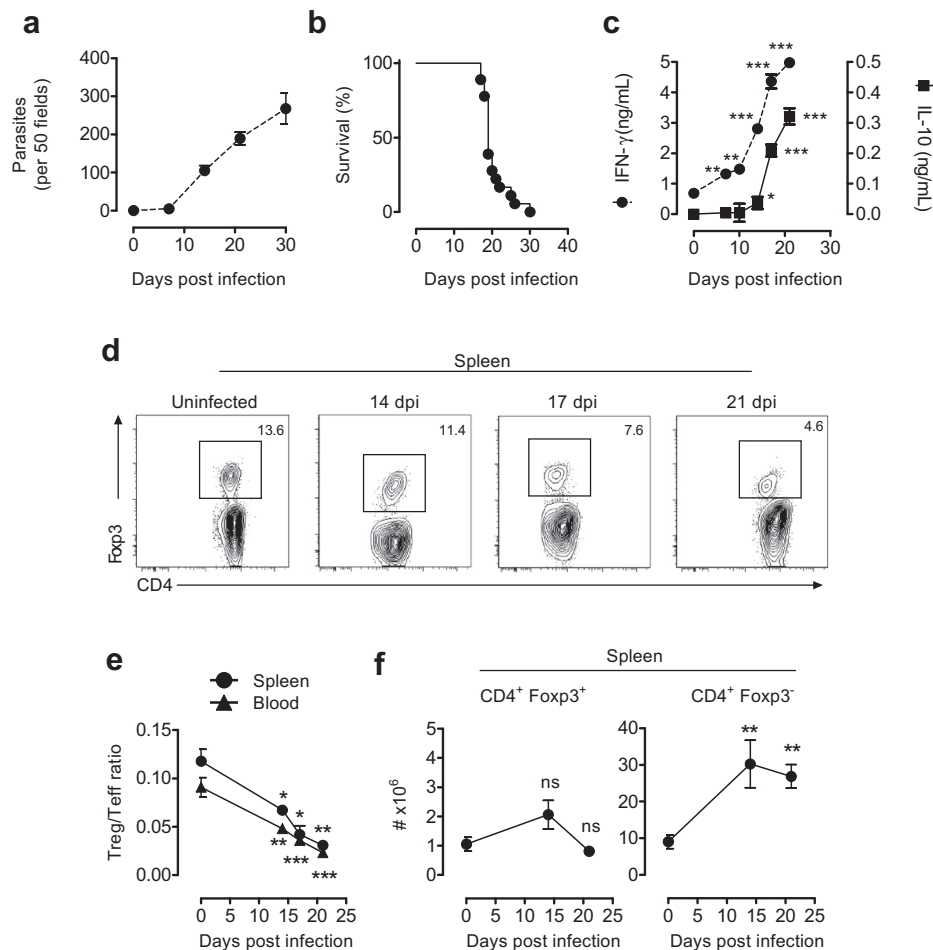 a
Parasites
(per 50 fields)
400
300
200
100
0
0 10 20 30
Days post infection
b
Survival (%)
100
50
0
0 10 20 30 40
Days post infection
c
IFN-γ(ng/mL)
5
4
3
2
1
0
*** 
***
***
** **
***
***
*
0.5
0.4
0.3
0.2
0.1
0.0
IL-10 (ng/mL)
0 10 20 30
Days post infection
d
Spleen
Uninfected 14 dpi 17 dpi 21 dpi
13.6 11.4 7.6 4.6
Foxp3
CD4
e
Spleen
Blood
Treg/Teff ratio
0.15
0.10
0.05
0.00
* * **
** *** ***
0 5 10 15 20 25
Days post infection
f
Spleen
CD4⁺ Foxp3⁺
# x10⁶
5
4
3
2
1
0
ns
ns
0 5 10 15 20 25
Days post infection
CD4⁺ Foxp3⁻
40
30
20
10
0
**
**
0 5 10 15 20 25
Days post infection